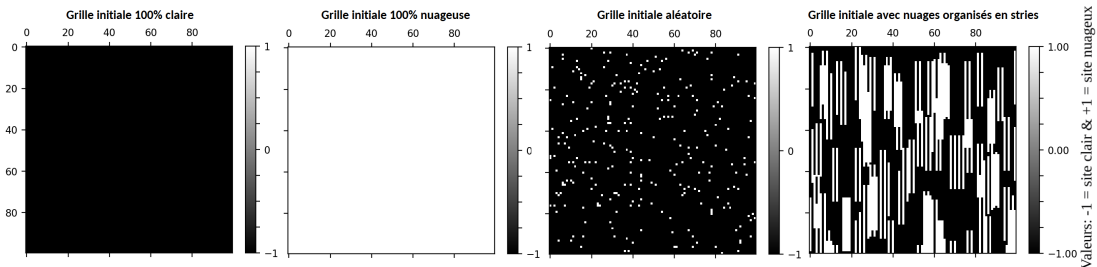 Grille initiale 100% claire
0 20 40 60 80
0
20
40
60
80
1
0
−1
Grille initiale 100% nuageuse
0 20 40 60 80
1
0
−1
Grille initiale aléatoire
0 20 40 60 80
1
0
−1
Grille initiale avec nuages organisés en stries
0 20 40 60 80
1.00
0.00
−1.00
Valeurs: -1 = site clair & +1 = site nuageux